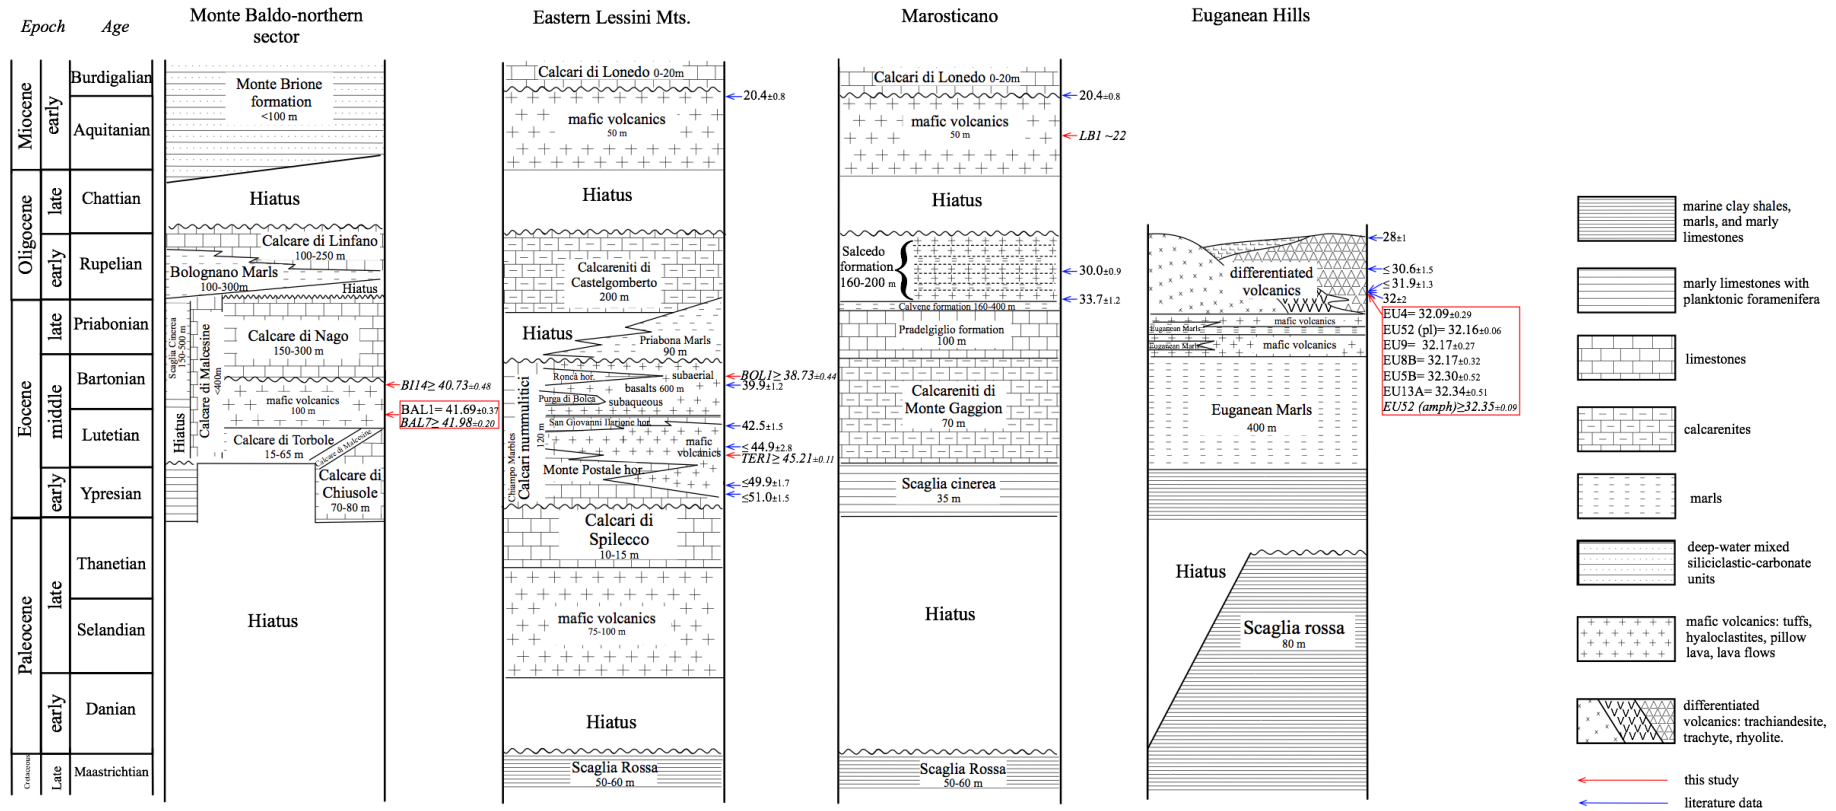 Epoch
Age
Monte Baldo-northern
sector
Eastern Lessini Mts.
Marosticano
Euganean Hills
Miocene
Oligocene
Eocene
Paleocene
Cretaceous
early
late
early
late
middle
early
late
early
Late
Burdigalian
Aquitanian
Chattian
Rupelian
Priabonian
Bartonian
Lutetian
Ypresian
Thanetian
Selandian
Danian
Maastrichtian
Monte Brione
formation
<100 m
Hiatus
Calcare di Linfano
100-250 m
Bolognano Marls
100-300m
Hiatus
Scaglia Cinerea
150-500 m
Calcare di Malcesine
<400m
Calcare di Nago
150-300 m
mafic volcanics
100 m
Hiatus
Calcare di Torbole
15-65 m
Calcare di Malcesine
Calcare di
Chiusole
70-80 m
Hiatus
BI14≥ 40.73±0.48
BAL1= 41.69±0.37
BAL7≥ 41.98±0.20
Calcari di Lonedo 0-20m
mafic volcanics
50 m
Hiatus
Calcareniti di
Castelgomberto
200 m
Hiatus
Priabona Marls
90 m
Roncà hor.
subaerial
basalts 600 m
Purga di Bolca
subaqueous
San Giovanni Ilarione hor.
mafic
volcanics
Monte Postale hor.
Chiampo Marbles
Calcari nummulitici
120 m
Calcari di
Spilecco
10-15 m
mafic volcanics
75-100 m
Hiatus
Scaglia Rossa
50-60 m
20.4±0.8
BOL1≥ 38.73±0.44
39.9±1.2
42.5±1.5
≤ 44.9±2.8
TER1≥ 45.21±0.11
≤49.9±1.7
≤51.0±1.5
Calcari di Lonedo 0-20m
mafic volcanics
50 m
Hiatus
Salcedo
formation
160-200 m
Calvene formation 160-400 m
Pradelgiglio formation
100 m
Calcareniti di
Monte Gaggion
70 m
Scaglia cinerea
35 m
Hiatus
Scaglia Rossa
50-60 m
20.4±0.8
LB1 ~22
30.0±0.9
33.7±1.2
differentiated
volcanics
mafic volcanics
Euganean Marls
mafic volcanics
Euganean Marls
Euganean Marls
400 m
Hiatus
Scaglia rossa
80 m
28±1
≤ 30.6±1.5
≤ 31.9±1.3
32±2
EU4= 32.09±0.29
EU52 (pl)= 32.16±0.06
EU9= 32.17±0.27
EU8B= 32.17±0.32
EU5B= 32.30±0.52
EU13A= 32.34±0.51
EU52 (amph)≥32.35±0.09
marine clay shales,
marls, and marly
limestones
marly limestones with
planktonic foramenifera
limestones
calcarenites
marls
deep-water mixed
siliciclastic-carbonate
units
mafic volcanics: tuffs,
hyaloclastites, pillow
lava, lava flows
differentiated
volcanics: trachiandesite,
trachyte, rhyolite.
this study
literature data